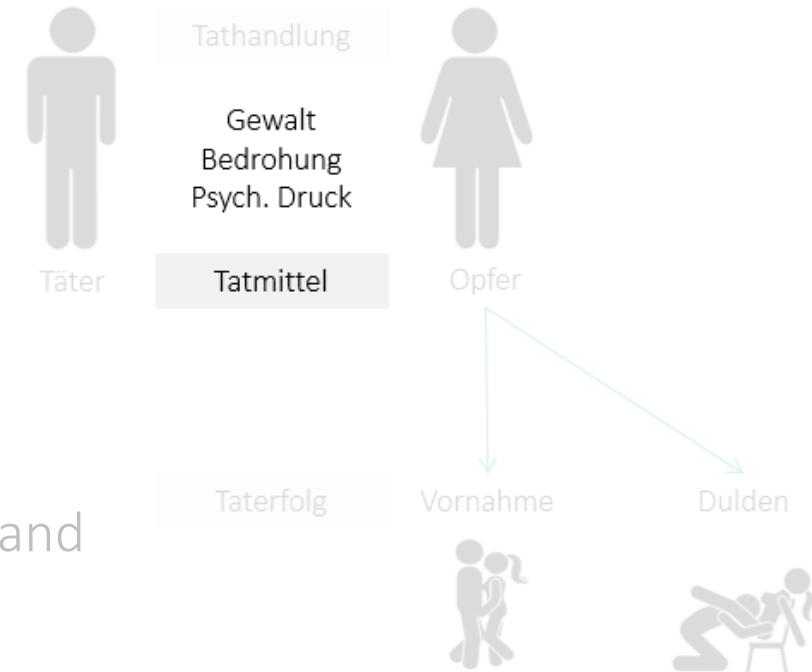 Tathandlung
Gewalt
Bedrohung
Psych. Druck
Täter
Tatmittel
Opfer
Taterfolg
Vornahme
Dulden
and